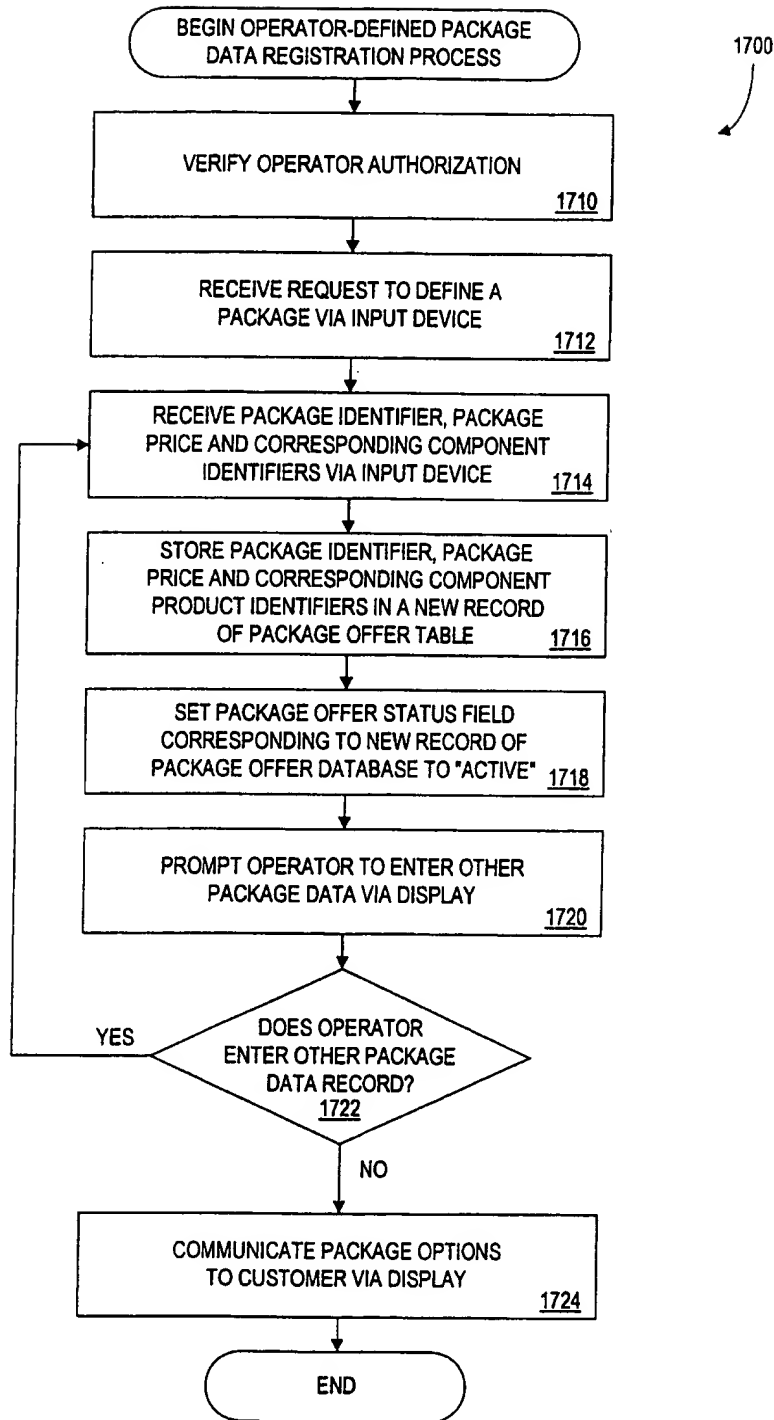 BEGIN OPERATOR-DEFINED PACKAGE
DATA REGISTRATION PROCESS
1700
VERIFY OPERATOR AUTHORIZATION
1710
RECEIVE REQUEST TO DEFINE A
PACKAGE VIA INPUT DEVICE
1712
RECEIVE PACKAGE IDENTIFIER, PACKAGE
PRICE AND CORRESPONDING COMPONENT
IDENTIFIERS VIA INPUT DEVICE
1714
STORE PACKAGE IDENTIFIER, PACKAGE
PRICE AND CORRESPONDING COMPONENT
PRODUCT IDENTIFIERS IN A NEW RECORD
OF PACKAGE OFFER TABLE
1716
SET PACKAGE OFFER STATUS FIELD
CORRESPONDING TO NEW RECORD OF
PACKAGE OFFER DATABASE TO "ACTIVE"
1718
PROMPT OPERATOR TO ENTER OTHER
PACKAGE DATA VIA DISPLAY
1720
YES
DOES OPERATOR
ENTER OTHER PACKAGE
DATA RECORD?
1722
NO
COMMUNICATE PACKAGE OPTIONS
TO CUSTOMER VIA DISPLAY
1724
END